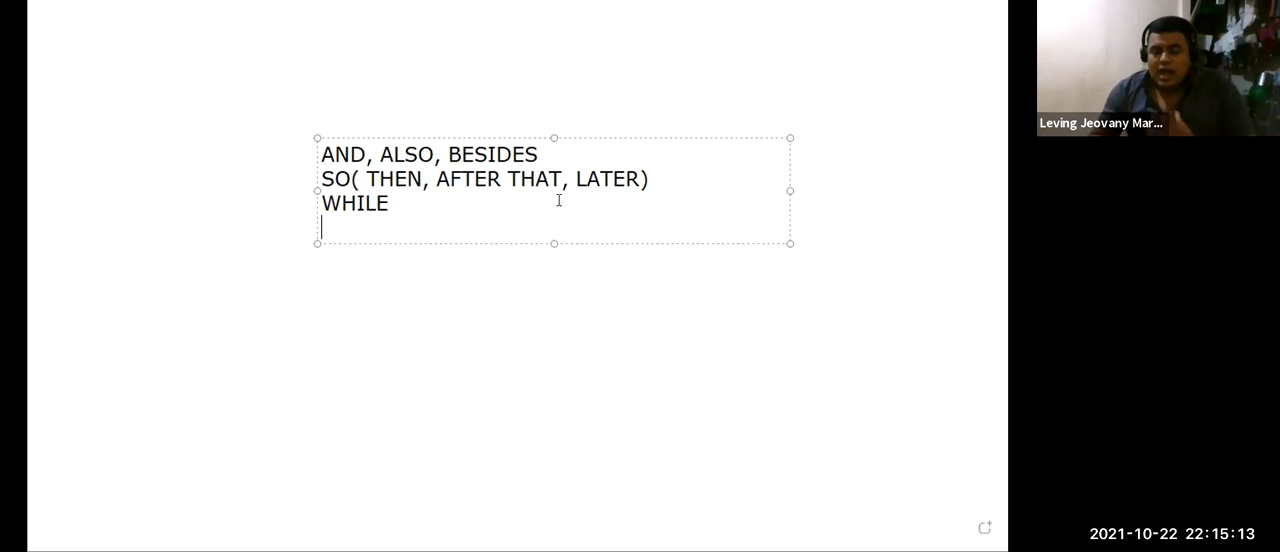 AND, ALSO, BESIDES
SO( THEN, AFTER THAT, LATER)
WHILE
Leving Jeovany Mar...
2021-10-22 22:15:13